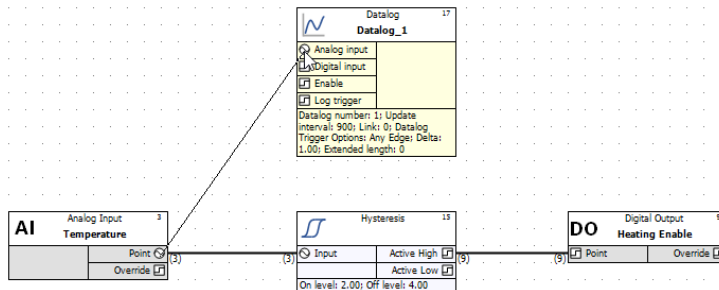 Datalog 17
Datalog_1
Analog input
Digital input
Enable
Log trigger
Datalog number: 1; Update
interval: 900; Link: 0; Datalog
Trigger Options: Any Edge; Delta:
1.00; Extended length: 0
AI Analog Input 3
Temperature
Point (3)
Override
Hysteresis 15
(3) Input Active High (9)
Active Low
On level: 2.00; Off level: 4.00
DO Digital Output 9
Heating Enable
(9) Point Override